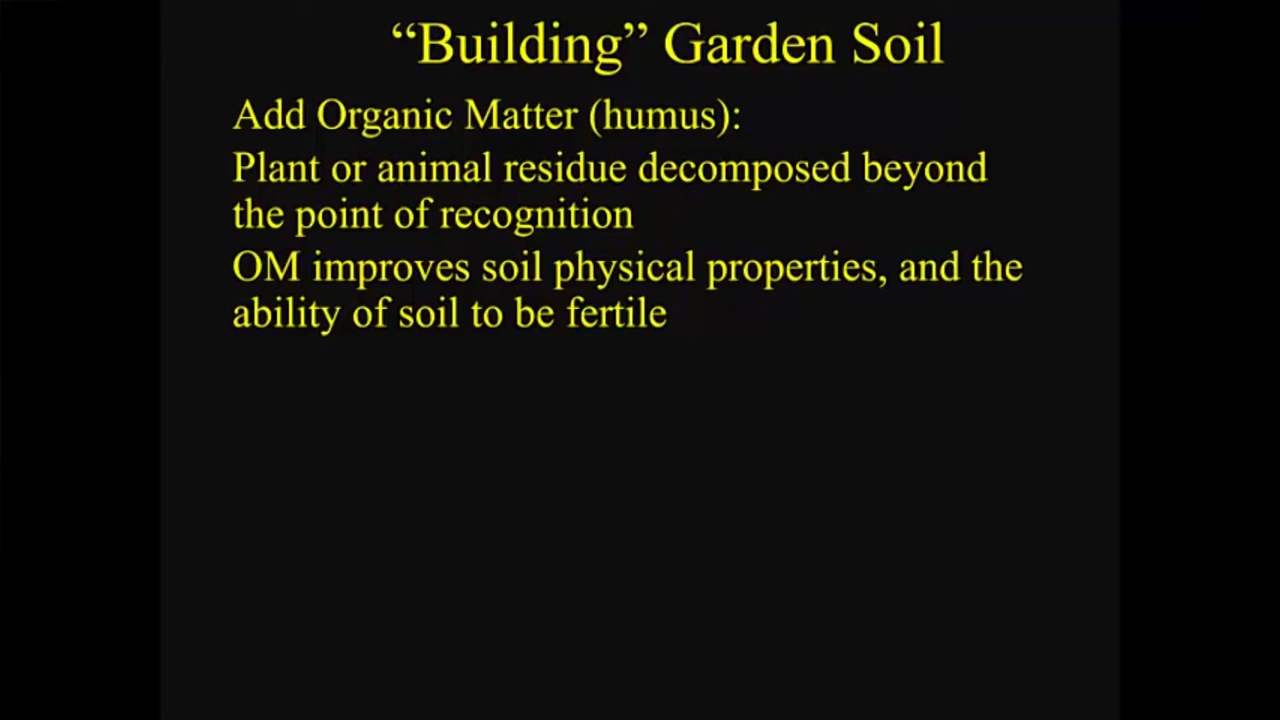 “Building” Garden Soil
Add Organic Matter (humus):
Plant or animal residue decomposed beyond
the point of recognition
OM improves soil physical properties, and the
ability of soil to be fertile